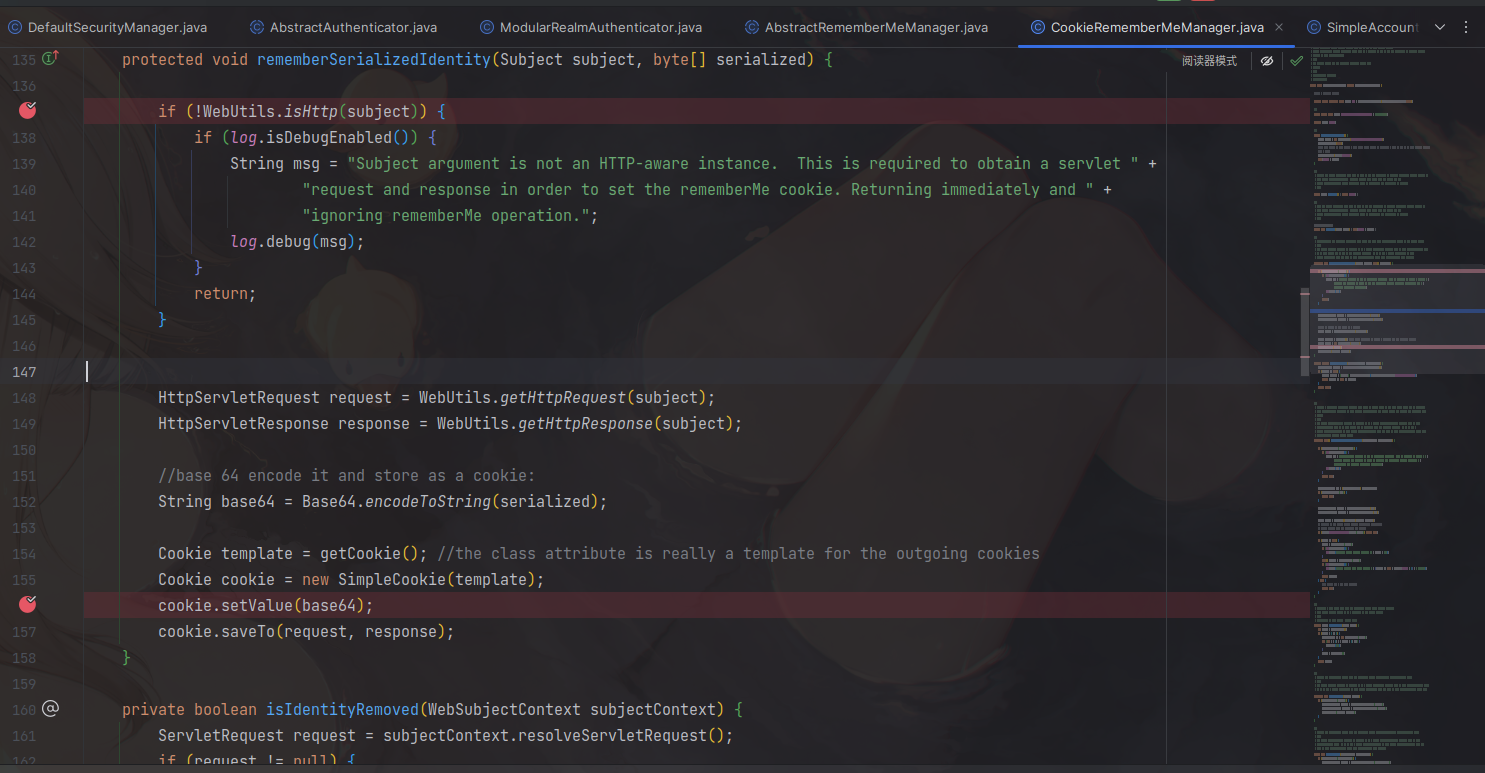 DefaultSecurityManager.java AbstractAuthenticator.java ModularRealmAuthenticator.java AbstractRememberMeManager.java CookieRememberMeManager.java SimpleAccount
阅读器模式
135 protected void rememberSerializedIdentity(Subject subject, byte[] serialized) {
136
if (!WebUtils.isHttp(subject)) {
138 if (log.isDebugEnabled()) {
139 String msg = "Subject argument is not an HTTP-aware instance.  This is required to obtain a servlet " +
140 "request and response in order to set the rememberMe cookie. Returning immediately and " +
141 "ignoring rememberMe operation.";
142 log.debug(msg);
143 }
144 return;
145 }
146
147
148 HttpServletRequest request = WebUtils.getHttpRequest(subject);
149 HttpServletResponse response = WebUtils.getHttpResponse(subject);
150
151 //base 64 encode it and store as a cookie:
152 String base64 = Base64.encodeToString(serialized);
153
154 Cookie template = getCookie(); //the class attribute is really a template for the outgoing cookies
155 Cookie cookie = new SimpleCookie(template);
cookie.setValue(base64);
157 cookie.saveTo(request, response);
158 }
159
160 private boolean isIdentityRemoved(WebSubjectContext subjectContext) {
161 ServletRequest request = subjectContext.resolveServletRequest();
162 if (request != null) {